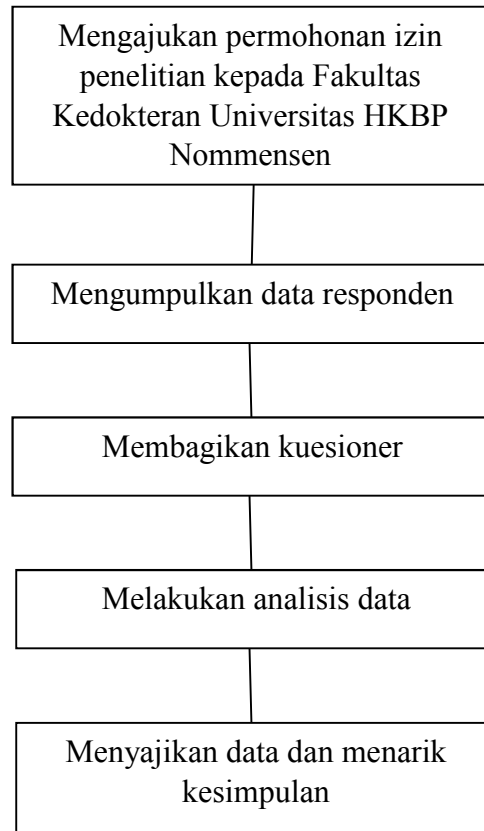 Mengajukan permohonan izin
penelitian kepada Fakultas
Kedokteran Universitas HKBP
Nommensen
Mengumpulkan data responden
Membagikan kuesioner
Melakukan analisis data
Menyajikan data dan menarik
kesimpulan